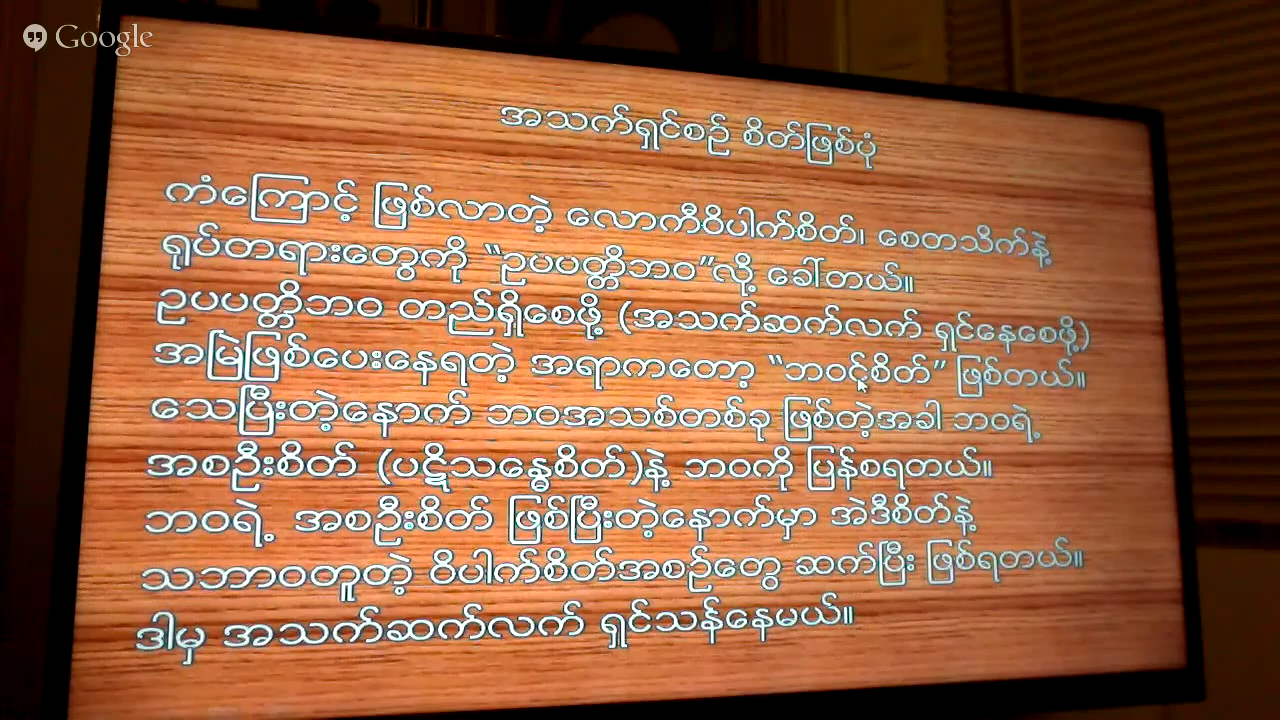 Google
အသက်ရှင်စဉ် စိတ်ဖြစ်ပုံ
ကံကြောင့် ဖြစ်လာတဲ့ လောကီဝိပါက်စိတ်၊ စေတသိက်နဲ့
ရုပ်တရားတွေကို “ဥပပတ္တိဘဝ”လို့ ခေါ်တယ်။
ဥပပတ္တိဘဝ တည်ရှိစေဖို့ (အသက်ဆက်လက် ရှင်နေစေဖို့)
အမြဲဖြစ်ပေးနေရတဲ့ အရာကတော့ “ဘဝင်္စိတ်” ဖြစ်တယ်။
သေပြီးတဲ့နောက် ဘဝအသစ်တစ်ခု ဖြစ်တဲ့အခါ ဘဝရဲ့
အစဦးစိတ် (ပဋိသန္ဓေစိတ်)နဲ့ ဘဝကို ပြန်စရတယ်။
ဘဝရဲ့ အစဦးစိတ် ဖြစ်ပြီးတဲ့နောက်မှာ အဲဒီစိတ်နဲ့
သဘာဝတူတဲ့ ဝိပါက်စိတ်အစဉ်တွေ ဆက်ပြီး ဖြစ်ရတယ်။
ဒါမှ အသက်ဆက်လက် ရှင်သန်နေမယ်။